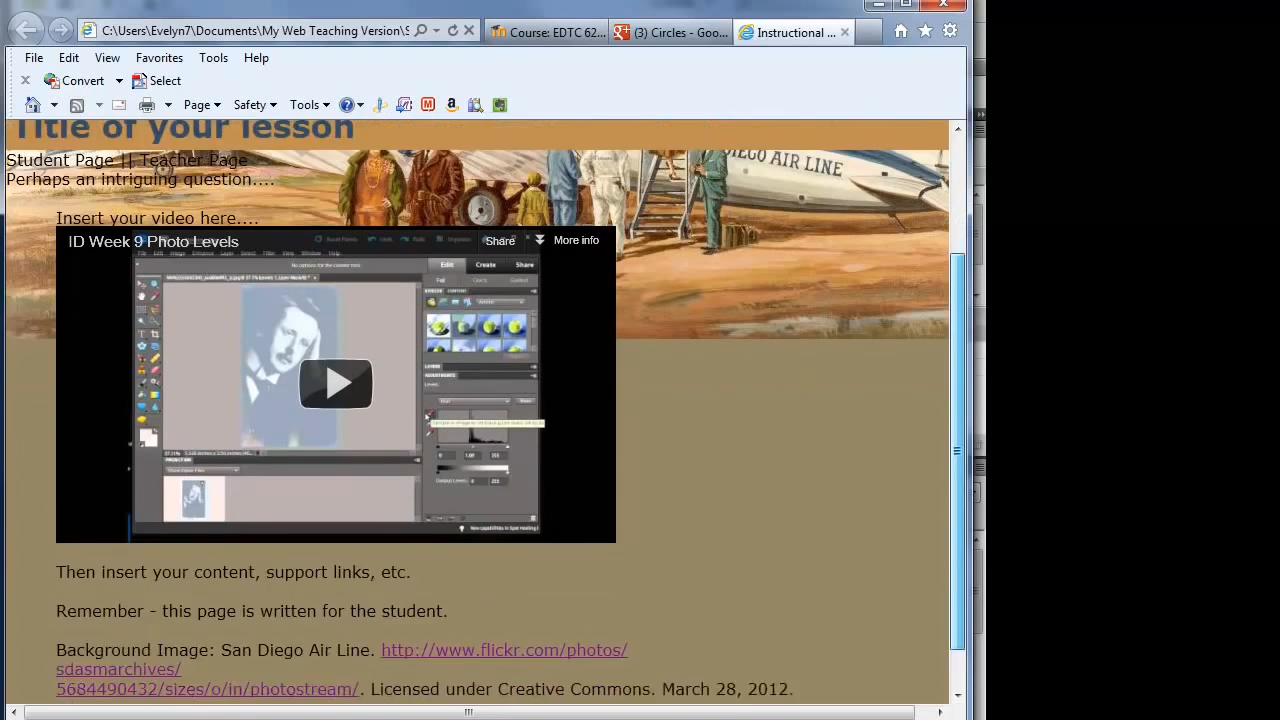 C:\Users\Evelyn7\Documents\My Web Teaching Version\S
Course: EDTC 62...
(3) Circles - Goo...
Instructional ...
File Edit View Favorites Tools Help
Convert Select
Page Safety Tools
Title of your lesson
Student Page || Teacher Page
DIEGO AIR LINE
Perhaps an intriguing question....
Insert your video here....
ID Week 9 Photo Levels
Share
More info
Edit Create Share
Then insert your content, support links, etc.
Remember - this page is written for the student.
Background Image: San Diego Air Line. http://www.flickr.com/photos/
sdasmarchives/
5684490432/sizes/o/in/photostream/. Licensed under Creative Commons. March 28, 2012.